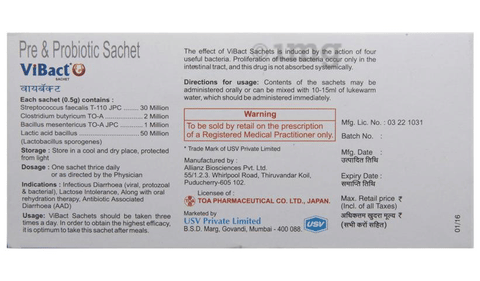 Pre & Probiotic Sachet
ViBact
SACHET
वायबॅक्ट
Each sachet (0.5g) contains :
Streptococcus faecalis T-110 JPC ....... 30 Million
Clostridium butyricum TO-A ................ 2 Million
Bacillus mesentericus TO-A JPC ......... 1 Million
Lactic acid bacillus ............................. 50 Million
(Lactobacillus sporogenes)
Storage : Store in a cool and dry place, protected
from light
Dosage : One sachet thrice daily
or as directed by the Physician
Indications : Infectious Diarrhoea (viral, protozoal
& bacterial), Lactose Intolerance, Along with oral
rehydration therapy, Antibiotic Associated
Diarrhoea (AAD)
Usage: ViBact Sachets should be taken three
times a day. In order to obtain the highest efficacy,
it is optimum to take this sachet after meals.
The effect of ViBact Sachets is induced by the action of four
useful bacteria. Proliferation of these bacteria occur only in the
intestinal tract, and this drug is not absorbed systemically.
Directions for usage: Contents of the sachets may be
administered orally or can be mixed with 10-15ml of lukewarm
water, which should be administered immediately.
Warning
To be sold by retail on the prescription
of a Registered Medical Practitioner only.
* Trade Mark of USV Private Limited
Manufactured by :
Allianz Biosciences Pvt. Ltd.
55/1,2,3. Whirlpool Road, Thiruvandar Koil,
Puducherry-605 102.
Licensee of :
TOA PHARMACEUTICAL CO. LTD., JAPAN.
Marketed by
USV Private Limited
B.S.D. Marg, Govandi, Mumbai - 400 088.
USV
Mfg. Lic. No. : 03 22 1031
Batch No. :
Mfg. Date :
उत्पादित तिथि
Expiry Date :
समाप्ति तिथि
Max. Retail price ₹
(Incl. of all Taxes)
अधिकतम खुदरा मूल्य ₹
(सभी करों सहित)
01/16